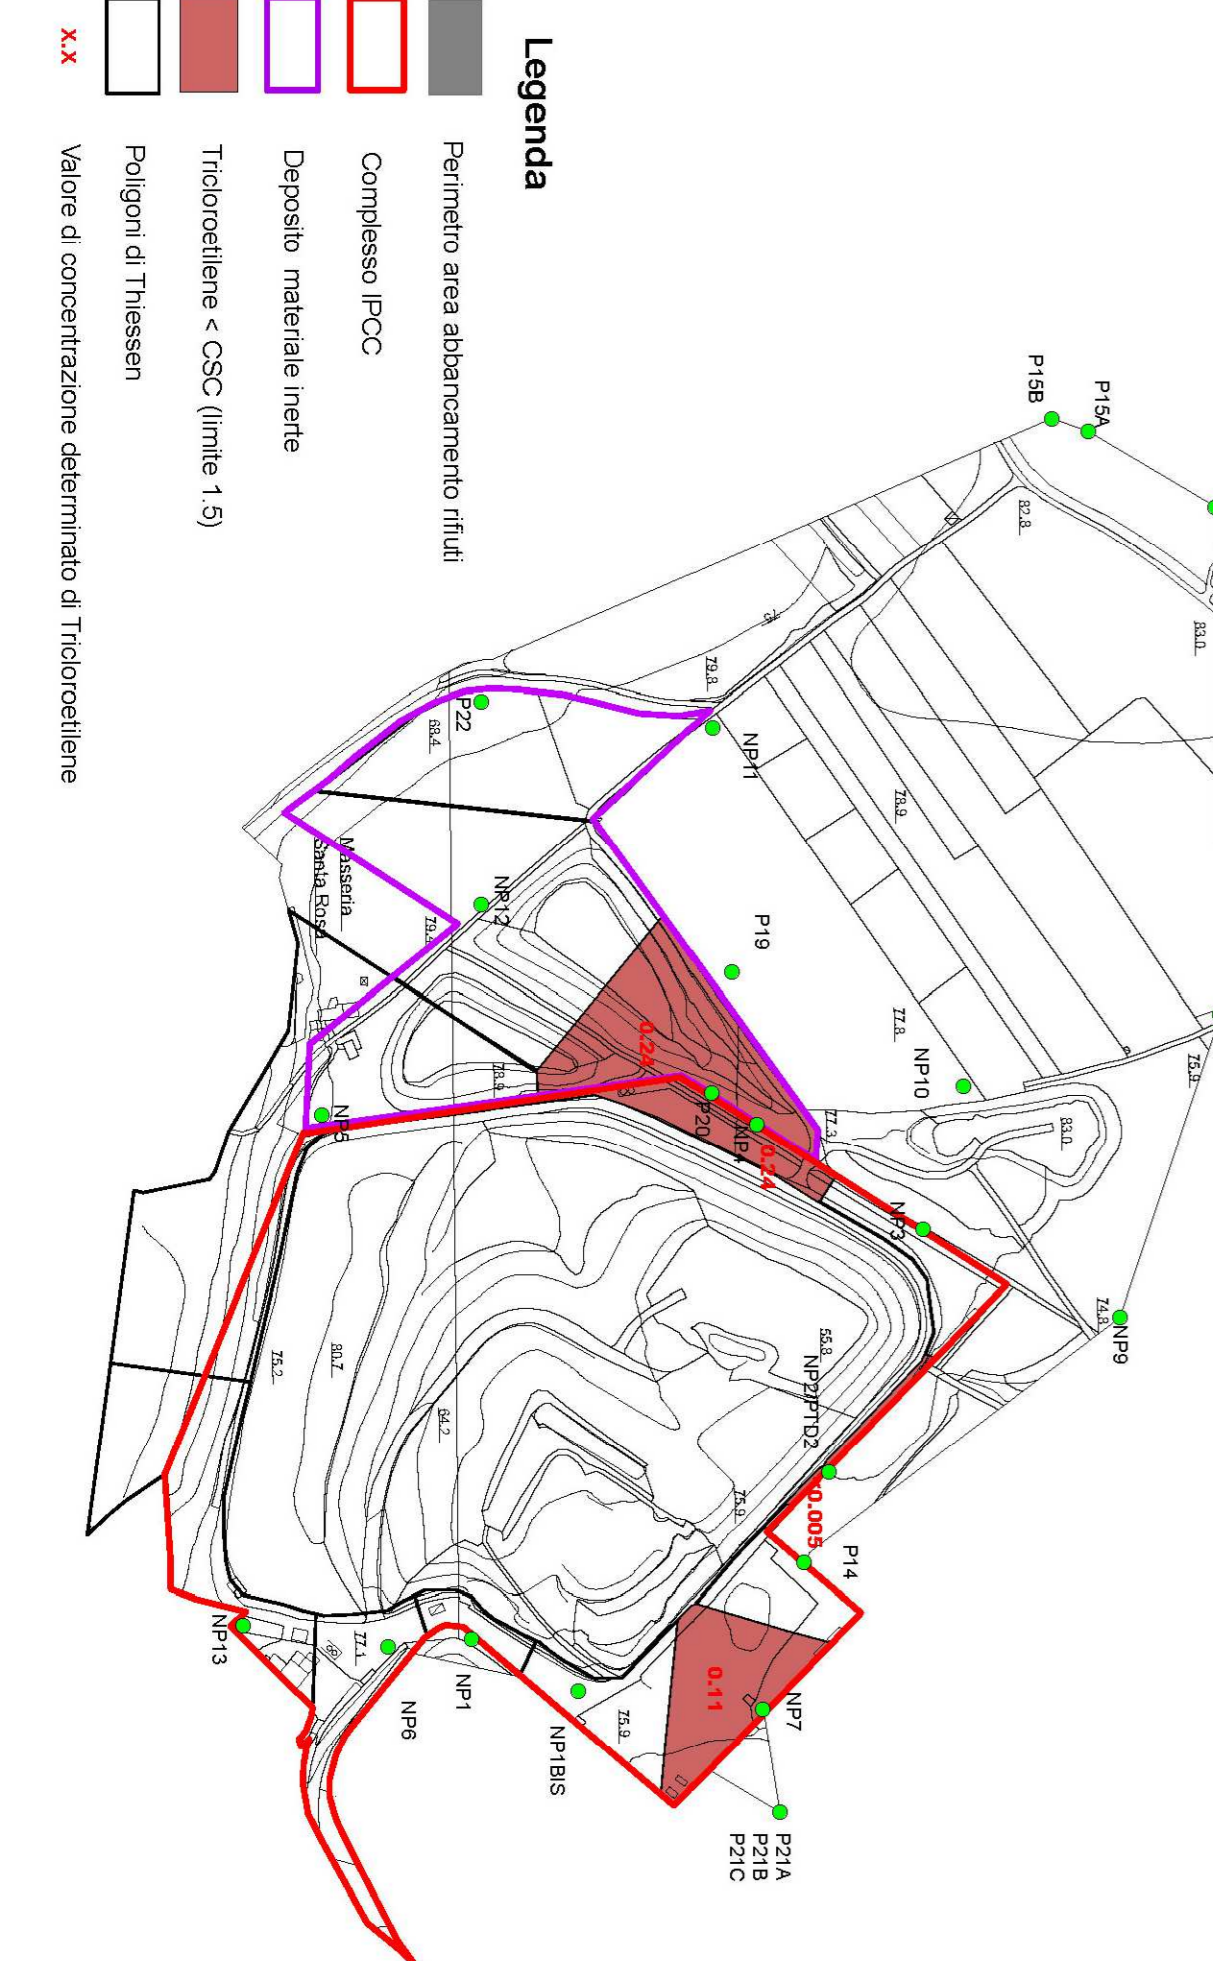 Legenda
Perimetro area abbancamento rifiuti
Complesso IPCC
Deposito materiale inerte
Tricloroetilene < CSC (limite 1.5)
Poligoni di Thiessen
x.x Valore di concentrazione determinato di Tricloroetilene
P15A
P15B
82.8
83.0
79.8
NP11
P22
68.4
78.9
Masseria
Santa Rosa
NP12
79.4
P19
77.8
NP10
75.9
83.0
0.24
78.9
P20
NP4
0.24
77.3
NP5
NP3
74.8
NP9
55.8
NP2/PTD2
80.7
75.2
64.2
75.9
<0.005
P14
0.11
NP7
NP13
77.1
NP6
NP1
NP1BIS
75.9
P21A
P21B
P21C